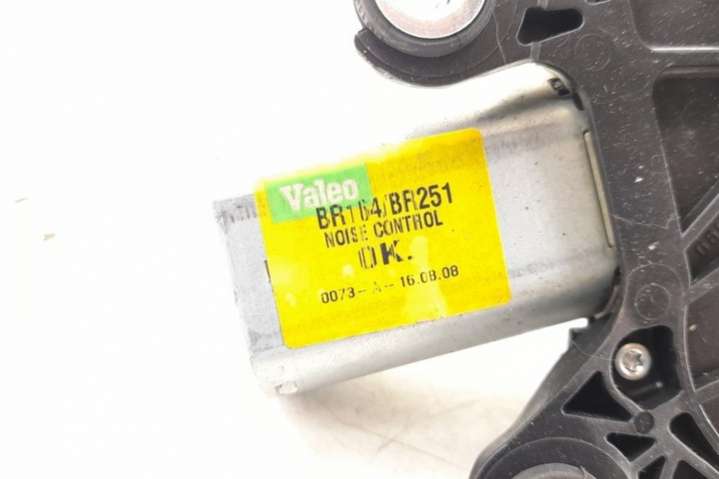 Valeo
BR164/BR251
NOISE CONTROL
OK.
0073-A-16.08.08